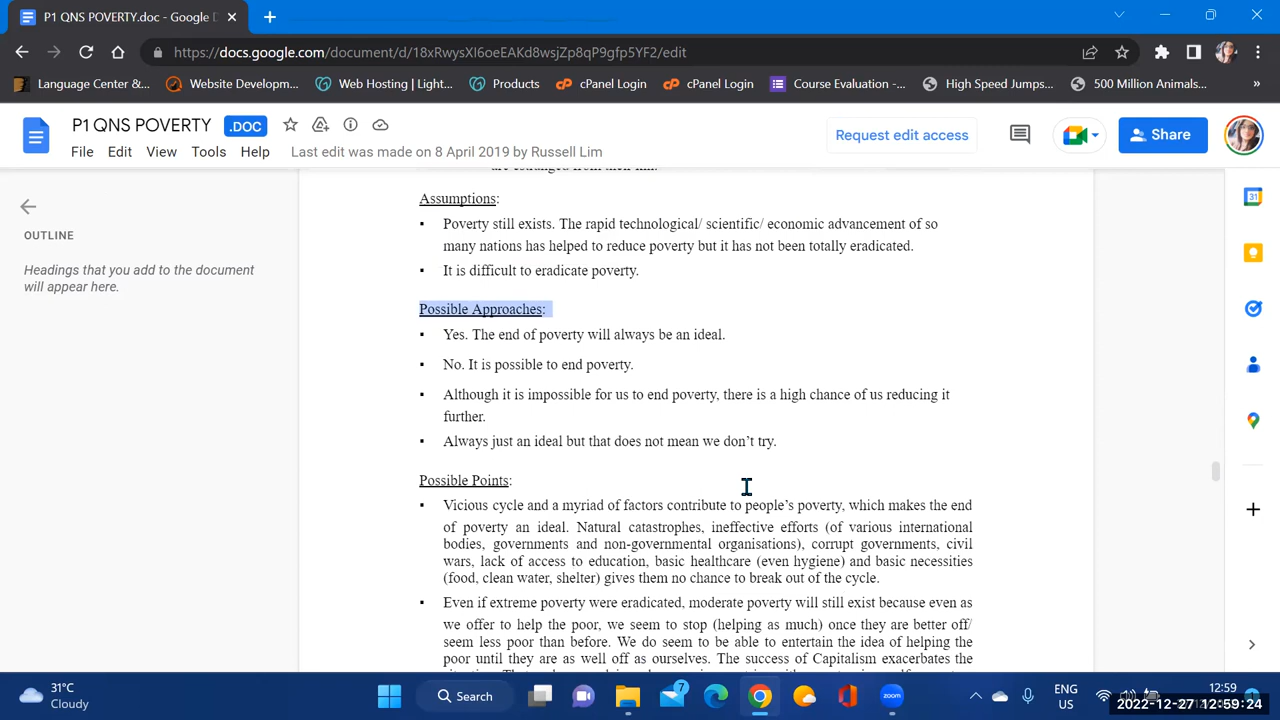 P1 QNS POVERTY.doc - Google D
https://docs.google.com/document/d/18xRwysXI6oeEAKd8wsjZp8qP9gfp5YF2/edit
Language Center &... Website Developm... Web Hosting | Light... Products cPanel Login cPanel Login Course Evaluation -... High Speed Jumps... 500 Million Animals... »
P1 QNS POVERTY .DOC
Request edit access
Share
File Edit View Tools Help Last edit was made on 8 April 2019 by Russell Lim
OUTLINE
Headings that you add to the document
will appear here.
Assumptions:
▪ Poverty still exists. The rapid technological/ scientific/ economic advancement of so
many nations has helped to reduce poverty but it has not been totally eradicated.
▪ It is difficult to eradicate poverty.
Possible Approaches:
▪ Yes. The end of poverty will always be an ideal.
▪ No. It is possible to end poverty.
▪ Although it is impossible for us to end poverty, there is a high chance of us reducing it
further.
▪ Always just an ideal but that does not mean we don’t try.
Possible Points:
▪ Vicious cycle and a myriad of factors contribute to people’s poverty, which makes the end
of poverty an ideal. Natural catastrophes, ineffective efforts (of various international
bodies, governments and non-governmental organisations), corrupt governments, civil
wars, lack of access to education, basic healthcare (even hygiene) and basic necessities
(food, clean water, shelter) gives them no chance to break out of the cycle.
▪ Even if extreme poverty were eradicated, moderate poverty will still exist because even as
we offer to help the poor, we seem to stop (helping as much) once they are better off/
seem less poor than before. We do seem to be able to entertain the idea of helping the
poor until they are as well off as ourselves. The success of Capitalism exacerbates the
31
31°C
Cloudy
Search
7
zoom
ENG
US
12:59
2022-12-27 12:59:24